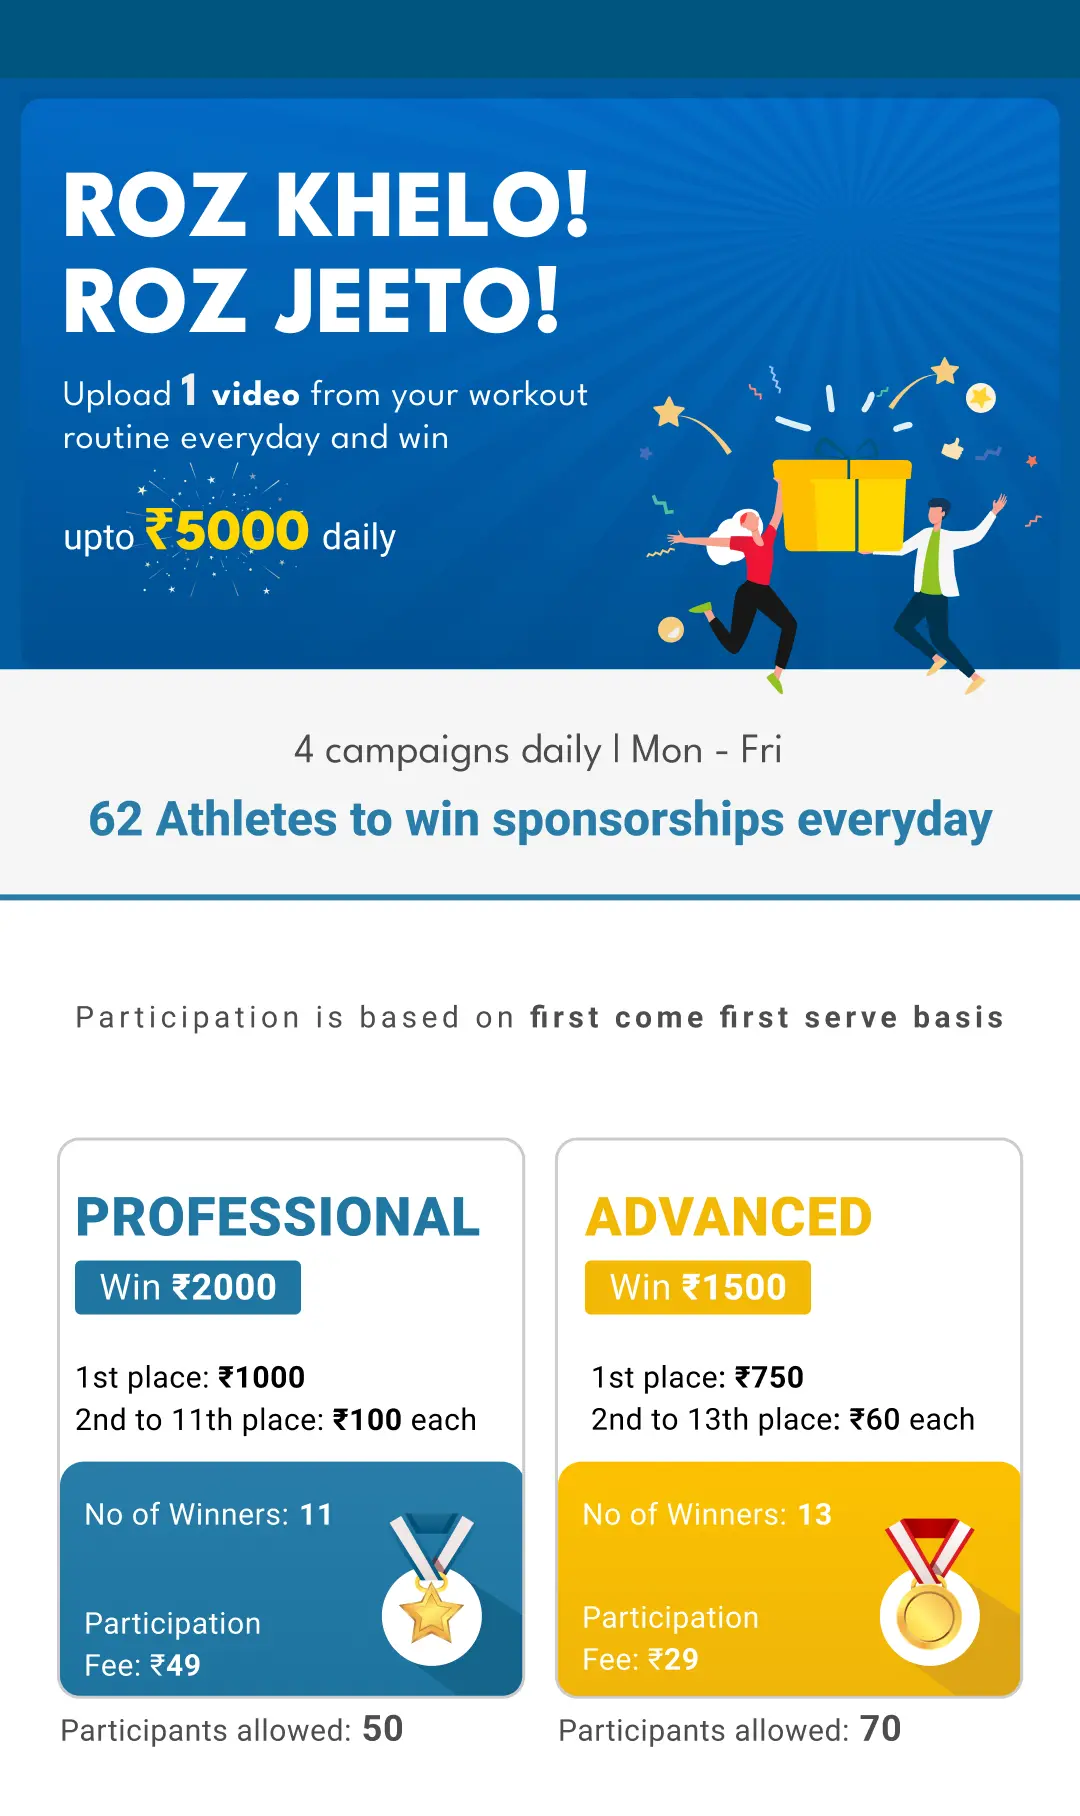 ROZ KHELO!
ROZ JEETO!
Upload 1 video from your workout
routine everyday and win
upto ₹5000 daily
4 campaigns daily | Mon - Fri
62 Athletes to win sponsorships everyday
Participation is based on first come first serve basis
PROFESSIONAL
Win ₹2000
1st place: ₹1000
2nd to 11th place: ₹100 each
No of Winners: 11
Participation
Fee: ₹49
Participants allowed: 50
ADVANCED
Win ₹1500
1st place: ₹750
2nd to 13th place: ₹60 each
No of Winners: 13
Participation
Fee: ₹29
Participants allowed: 70